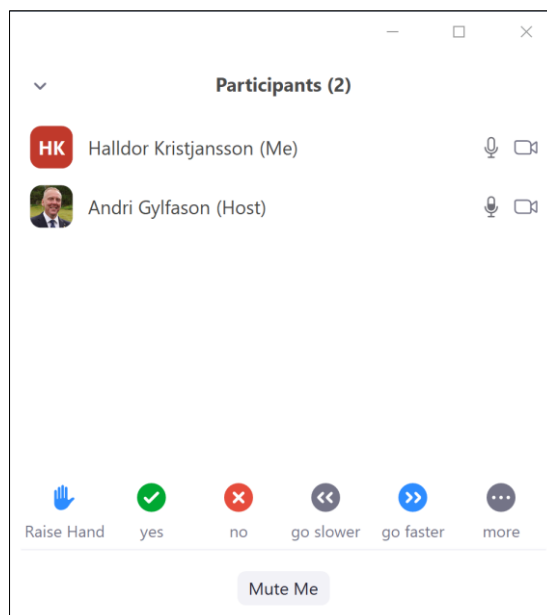 Participants (2)
HK Halldor Kristjansson (Me)
Andri Gylfason (Host)
Raise Hand yes no go slower go faster more
Mute Me